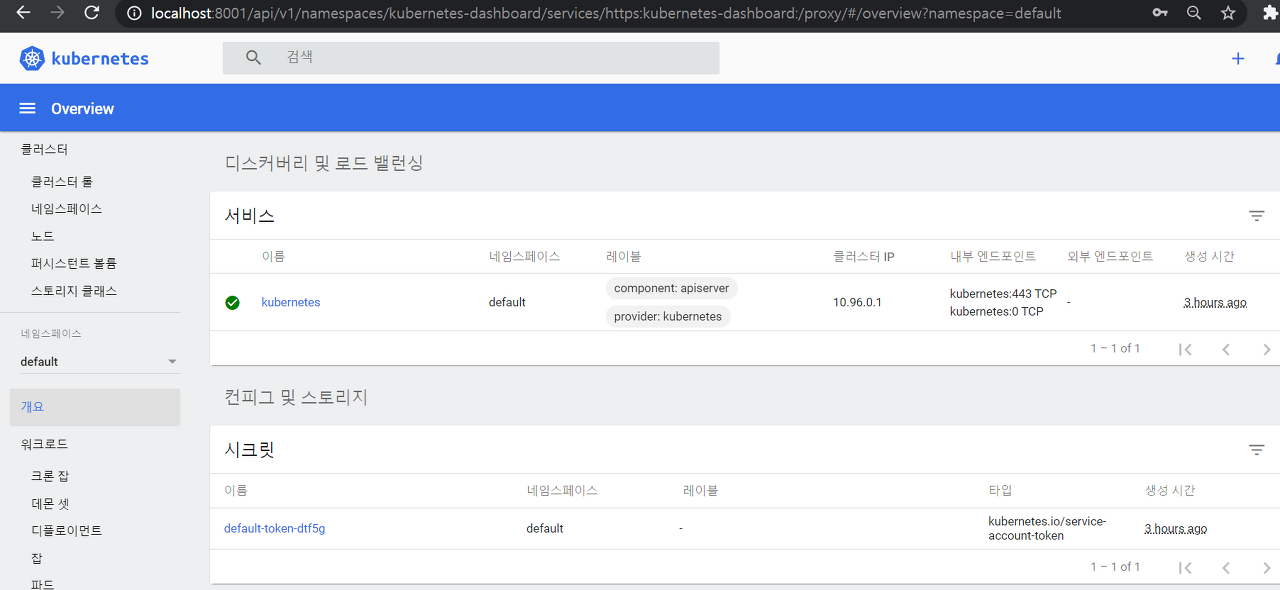 localhost:8001/api/v1/namespaces/kubernetes-dashboard/services/https:kubernetes-dashboard:/proxy/#/overview?namespace=default
kubernetes
검색
Overview
클러스터
클러스터 롤
네임스페이스
노드
퍼시스턴트 볼륨
스토리지 클래스
네임스페이스
default
개요
워크로드
크론 잡
데몬 셋
디플로이먼트
잡
파드
디스커버리 및 로드 밸런싱
서비스
이름 네임스페이스 레이블 클러스터 IP 내부 엔드포인트 외부 엔드포인트 생성 시간
kubernetes default component: apiserver provider: kubernetes 10.96.0.1 kubernetes:443 TCP kubernetes:0 TCP - 3 hours ago
1 – 1 of 1
컨피그 및 스토리지
시크릿
이름 네임스페이스 레이블 타입 생성 시간
default-token-dtf5g default - kubernetes.io/service-account-token 3 hours ago
1 – 1 of 1